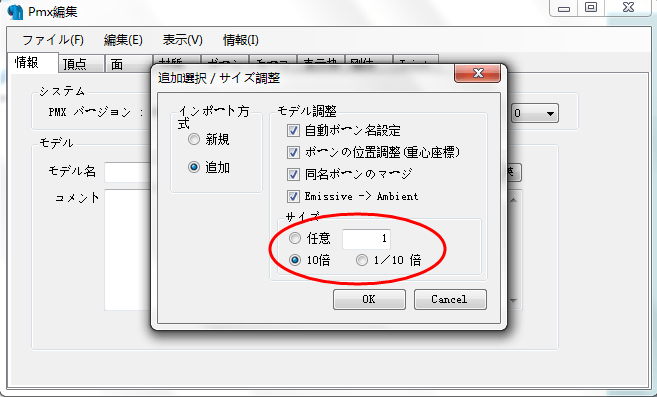 Pmx編集
ファイル(F) 編集(E) 表示(V) 情報(I)
情報 頂点 面
システム
PMX バージョン :
0
モデル
モデル名
コメント
追加選択 / サイズ調整
インポート方式
新規
追加
モデル調整
自動ボーン名設定
ボーンの位置調整(重心座標)
同名ボーンのマージ
Emissive -> Ambient
サイズ
任意 1
10倍 1/10 倍
OK Cancel